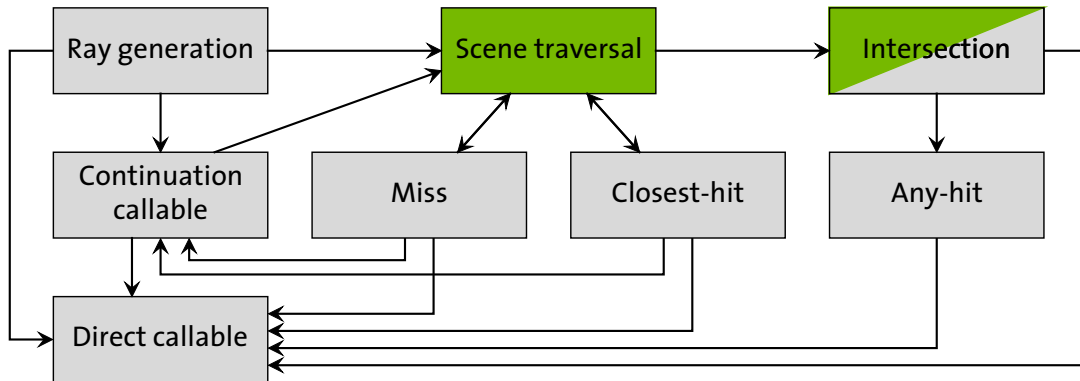 Ray generation
Scene traversal
Intersection
Continuation
callable
Miss
Closest-hit
Any-hit
Direct callable